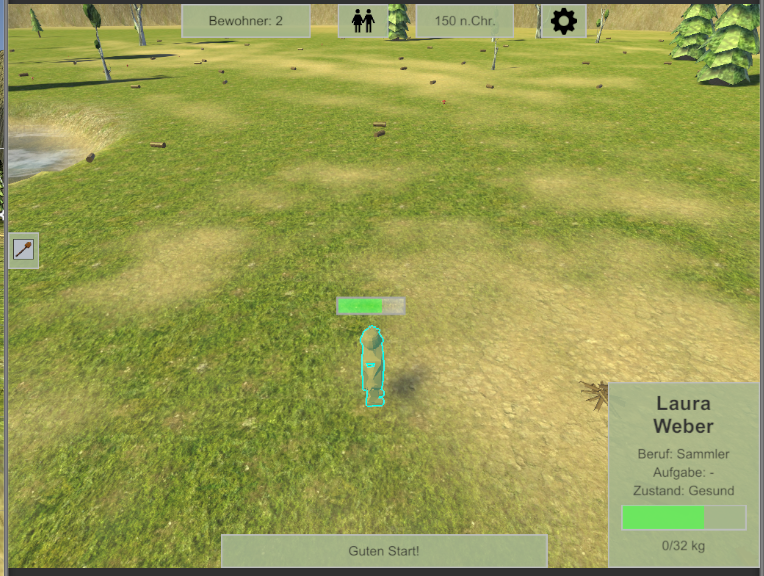 Bewohner: 2
150 n.Chr.
Laura
Weber
Beruf: Sammler
Aufgabe: -
Zustand: Gesund
0/32 kg
Guten Start!